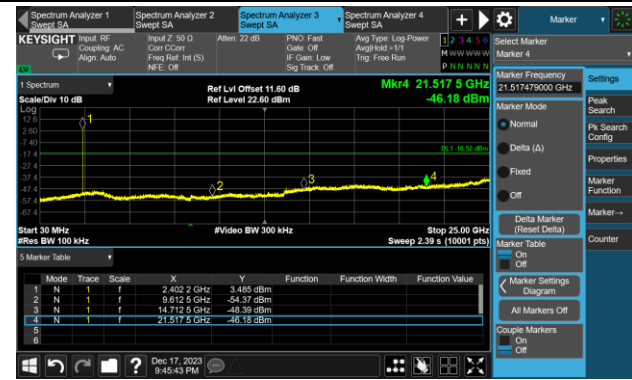 Spectrum Analyzer 1
Swept SA
Spectrum Analyzer 2
Swept SA
Spectrum Analyzer 3
Swept SA
Spectrum Analyzer 4
Swept SA
+
Marker
KEYSIGHT
Input: RF
Coupling: AC
Align: Auto
Input Z: 50 Ω
Corr CCorr
Freq Ref: Int (S)
NFE: Off
Atten: 22 dB
PNO: Fast
Gate: Off
IF Gain: Low
Sig Track: Off
Avg Type: Log-Power
Avg|Hold:>1/1
Trig: Free Run
1 2 3 4 5 6
M W W W W W
P N N N N N
LXI
Select Marker
Marker 4
1 Spectrum
Scale/Div 10 dB
Log
Ref Lvl Offset 11.60 dB
Ref Level 22.60 dBm
Mkr4 21.517 5 GHz
-46.18 dBm
12.6
2.60
-7.40
-17.4
-27.4
-37.4
-47.4
-57.4
-67.4
1
2
3
4
DL1 -16.52 dBm
Start 30 MHz
#Res BW 100 kHz
#Video BW 300 kHz
Stop 25.00 GHz
Sweep 2.39 s (10001 pts)
5 Marker Table
Mode Trace Scale X Y Function Function Width Function Value
1 N 1 f 2.402 2 GHz 3.485 dBm
2 N 1 f 9.612 5 GHz -54.37 dBm
3 N 1 f 14.712 5 GHz -48.39 dBm
4 N 1 f 21.517 5 GHz -46.18 dBm
5
6
Marker Frequency
21.517479000 GHz
Marker Mode
Normal
Delta (Δ)
Fixed
Off
Delta Marker
(Reset Delta)
Marker Table
On
Off
Marker Settings
Diagram
All Markers Off
Couple Markers
On
Off
Settings
Peak
Search
Pk Search
Config
Properties
Marker
Function
Marker→
Counter
?
Dec 17, 2023
9:45:43 PM